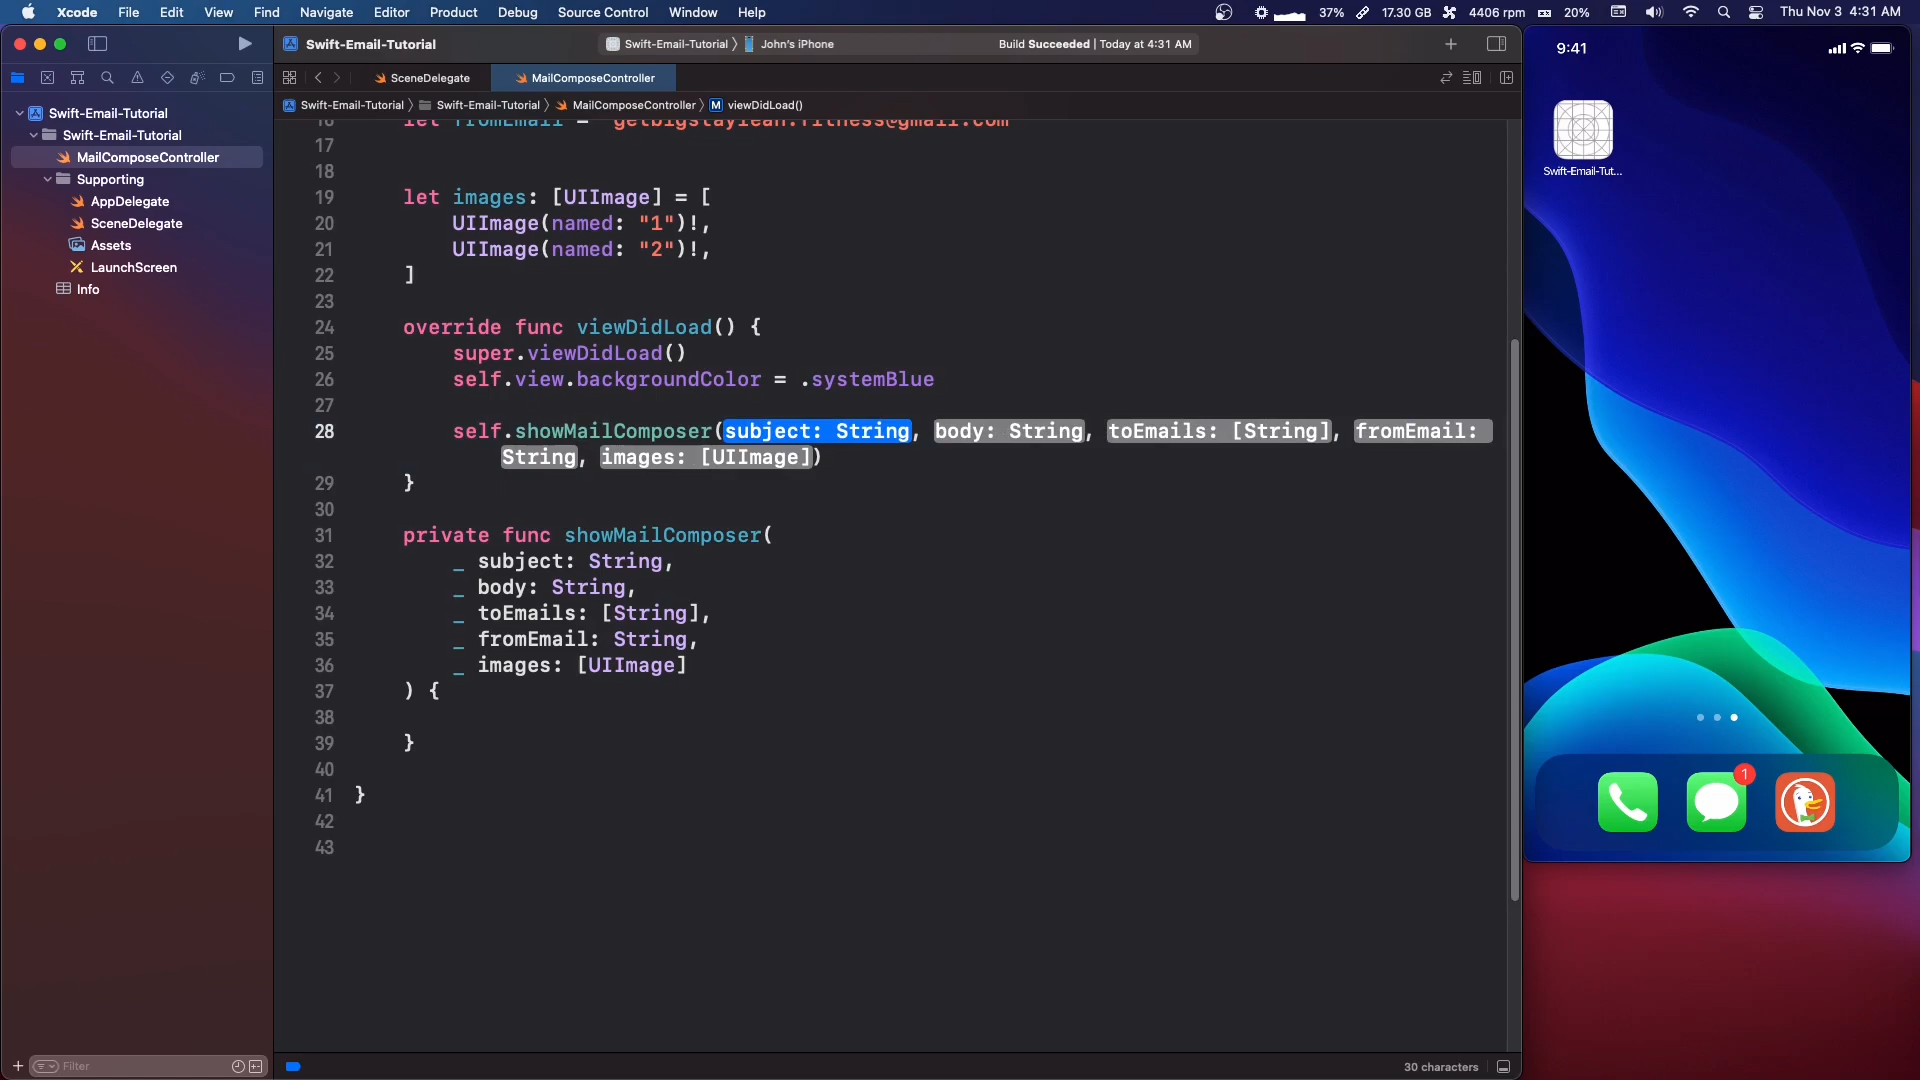 Xcode File Edit View Find Navigate Editor Product Debug Source Control Window Help 37% 17.30 GB 4406 rpm 20% Thu Nov 3 4:31 AM
Swift-Email-Tutorial Swift-Email-Tutorial John's iPhone Build Succeeded | Today at 4:31 AM
9:41
SceneDelegate MailComposeController
Swift-Email-Tutorial Swift-Email-Tutorial MailComposeController M viewDidLoad()
Swift-Email-Tutorial
Swift-Email-Tutorial
MailComposeController
Supporting
AppDelegate
SceneDelegate
Assets
LaunchScreen
Info
16 let fromEmail = "getbigstaylean.fitness@gmail.com"
17
18
19 let images: [UIImage] = [
20 UIImage(named: "1")!,
21 UIImage(named: "2")!,
22 ]
23
24 override func viewDidLoad() {
25 super.viewDidLoad()
26 self.view.backgroundColor = .systemBlue
27
28 self.showMailComposer(subject: String, body: String, toEmails: [String], fromEmail:
String, images: [UIImage])
29 }
30
31 private func showMailComposer(
32 _ subject: String,
33 _ body: String,
34 _ toEmails: [String],
35 _ fromEmail: String,
36 _ images: [UIImage]
37 ) {
38
39 }
40
41 }
42
43
Swift-Email-Tut...
1
Filter
30 characters